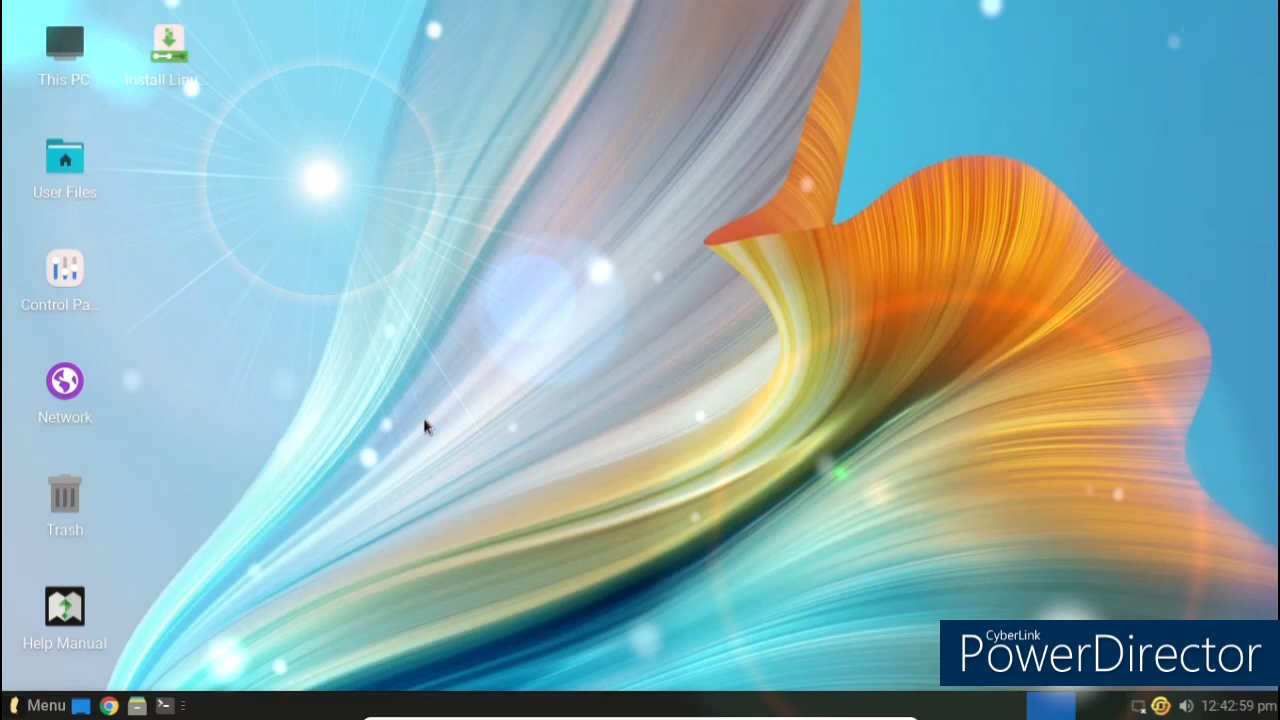 This PC
Install Linu...
User Files
Control Pa...
Network
Trash
Help Manual
CyberLink
PowerDirector
Menu
12:42:59 pm